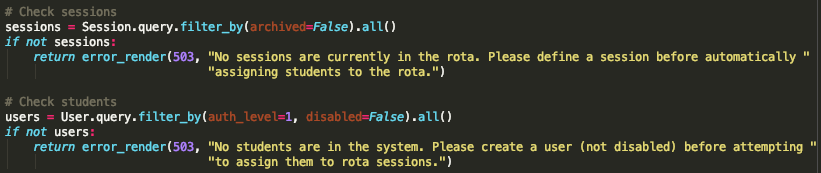 # Check sessions
sessions = Session.query.filter_by(archived=False).all()
if not sessions:
    return error_render(503, "No sessions are currently in the rota. Please define a session before automatically "
                             "assigning students to the rota.")

# Check students
users = User.query.filter_by(auth_level=1, disabled=False).all()
if not users:
    return error_render(503, "No students are in the system. Please create a user (not disabled) before attempting "
                             "to assign them to rota sessions.")